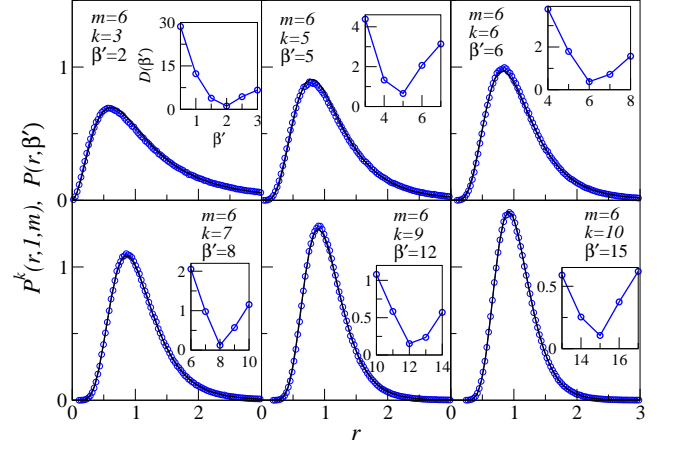 P^k(r,1,m), P(r,β′)
1
0
m=6
k=3
β′=2
30
15
0
D(β′)
1 2 3
β′
m=6
k=5
β′=5
4
2
0
4 6
m=6
k=6
β′=6
2
0
4 6 8
1
0
m=6
k=7
β′=8
2
1
0
6 8 10
m=6
k=9
β′=12
1
0.5
0
10 12 14
m=6
k=10
β′=15
0.5
0
14 16
0 1 2 0 1 2 0 1 2 3
r